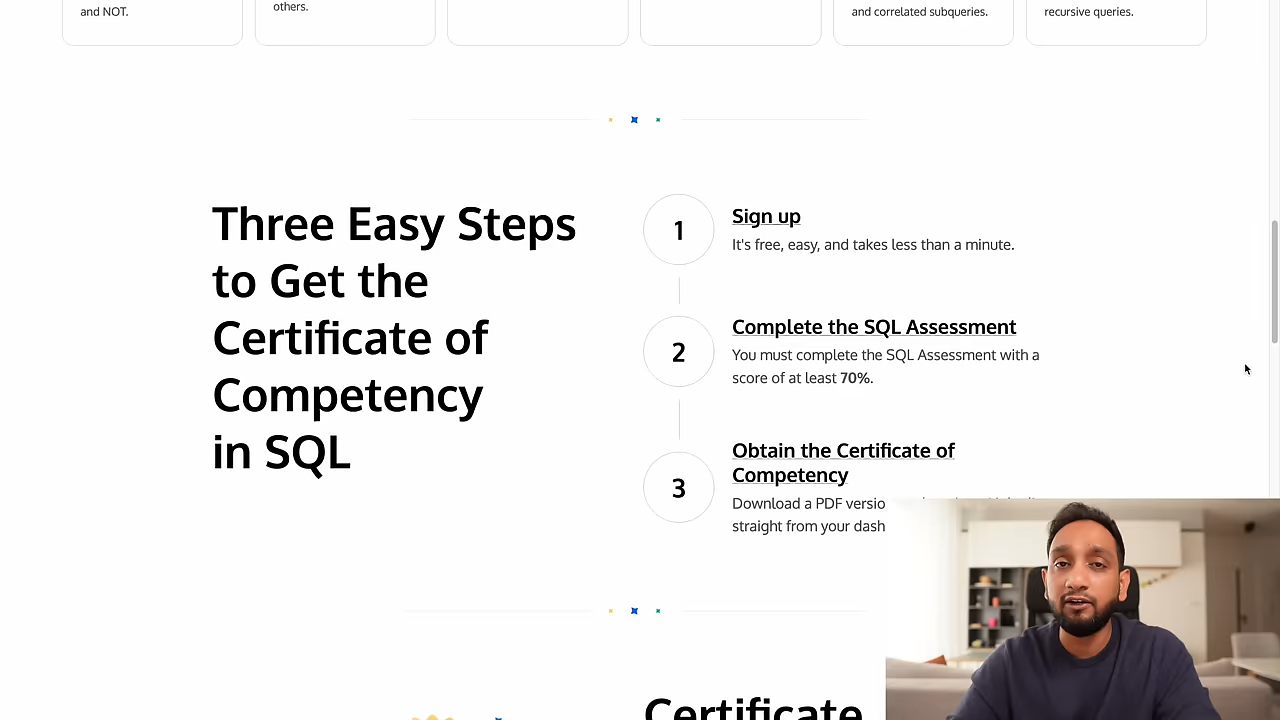 and NOT.
others.
and correlated subqueries.
recursive queries.
Three Easy Steps
to Get the
Certificate of
Competency
in SQL
1
Sign up
It's free, easy, and takes less than a minute.
2
Complete the SQL Assessment
You must complete the SQL Assessment with a
score of at least 70%.
3
Obtain the Certificate of
Competency
Download a PDF versio
straight from your dash
Certificate